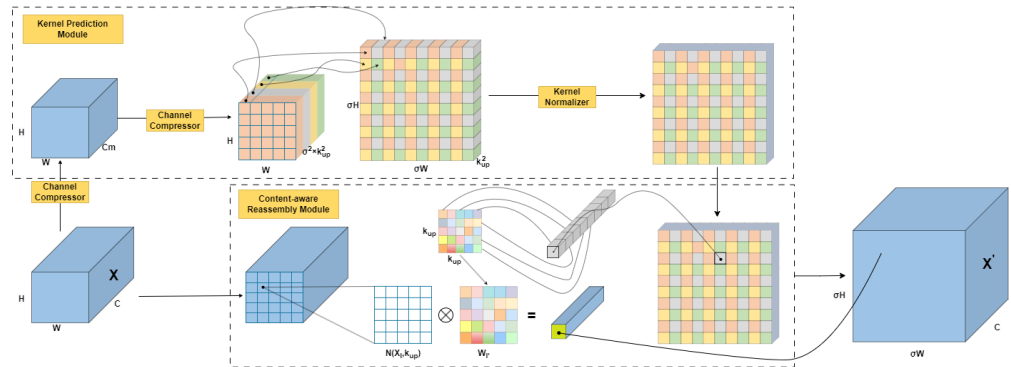 Kernel Prediction
Module
H
W
Cm
Channel
Compressor
H
W
σ²×k²up
σH
σW
k²up
Kernel
Normalizer
Channel
Compressor
H
W
C
X
Content-aware
Reassembly Module
kup
kup
N(Xₗ,kup)
⊗
Wₗ'
=
σH
σW
C
X'